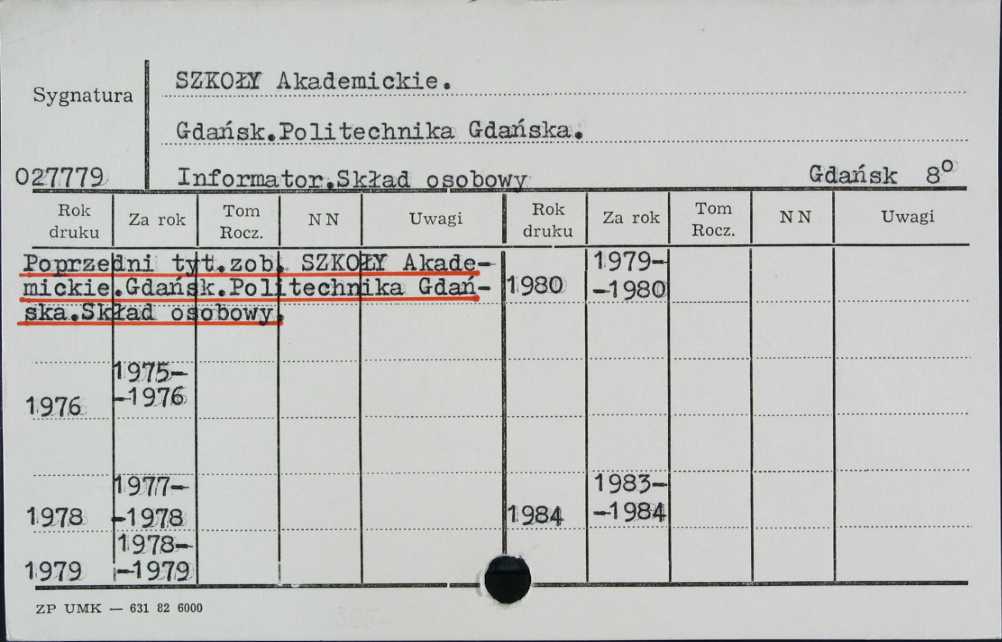 SZKOŁY Akademickie.
Sygnatura
Gdańsk.Politechnika Gdańska.
027779 Informator.Skład osobowy Gdańsk 8º
Rok druku Za rok Tom Rocz. NN Uwagi Rok druku Za rok Tom Rocz. NN Uwagi
Poprzedni tyt.zob. SZKOŁY Akade-
mickie.Gdańsk.Politechnika Gdań-
ska.Skład osobowy.
1980 1979-
-1980
1976 1975-
-1976
1978 1977-
-1978
1984 1983-
-1984
1979 1978-
-1979
ZP UMK — 631 82 6000